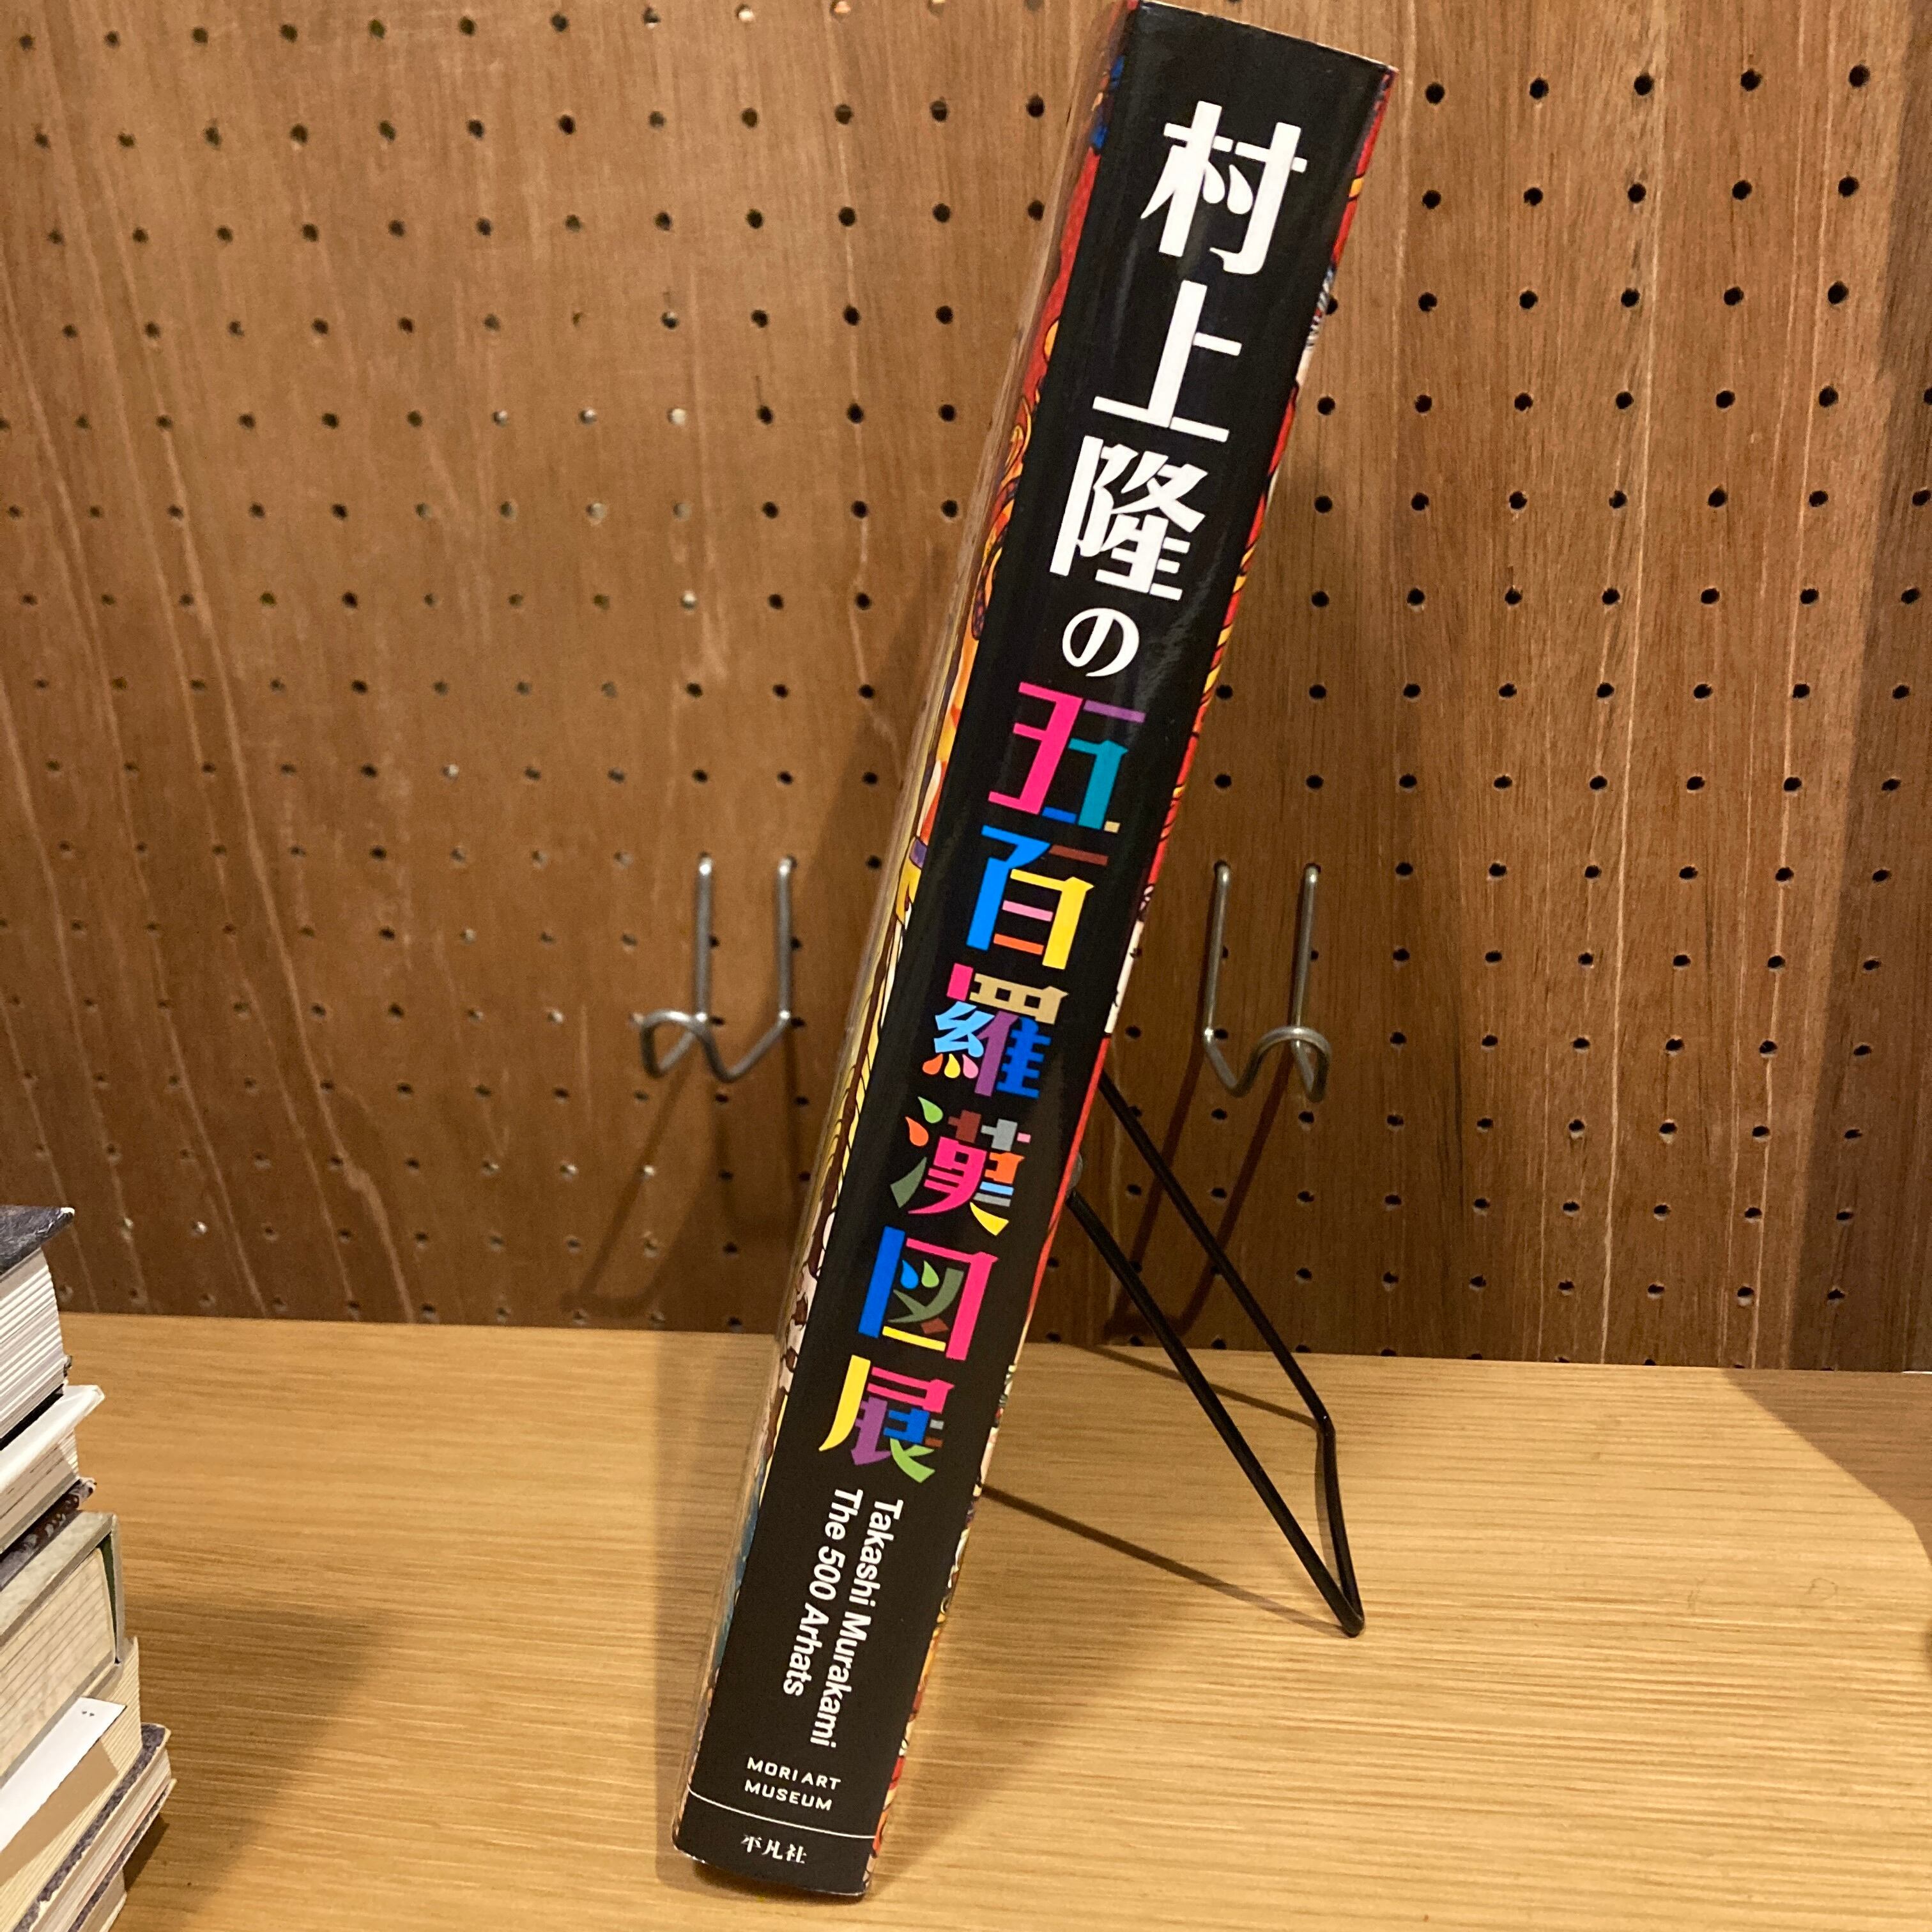 村上隆の五百羅漢図展
Takashi Murakami
The 500 Arhats
MORI ART
MUSEUM
平凡社